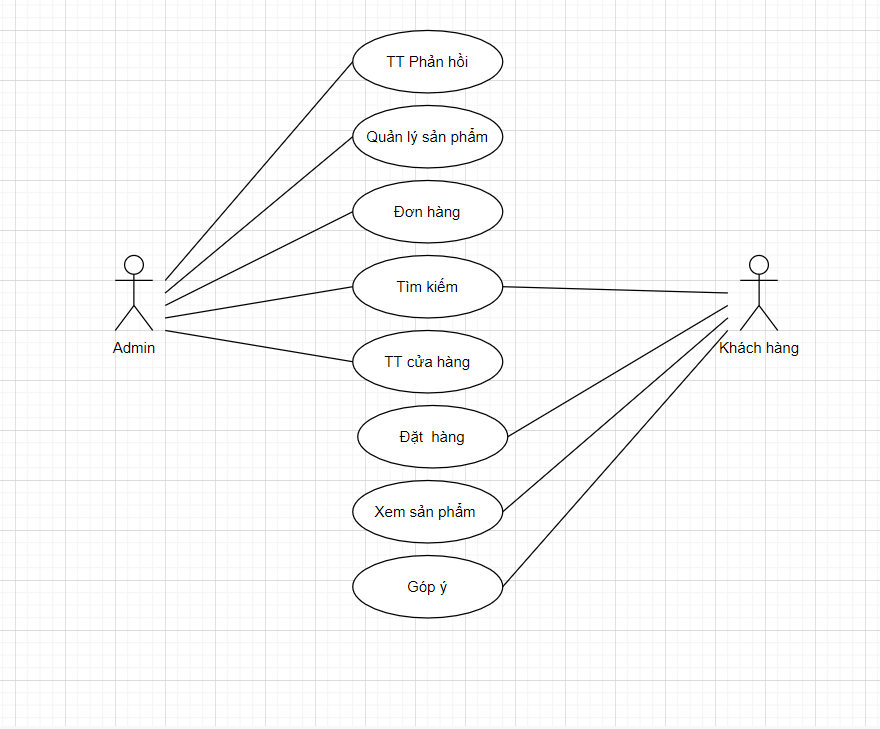 TT Phản hồi
Quản lý sản phẩm
Đơn hàng
Tìm kiếm
Admin
Khách hàng
TT cửa hàng
Đặt  hàng
Xem sản phẩm
Góp ý